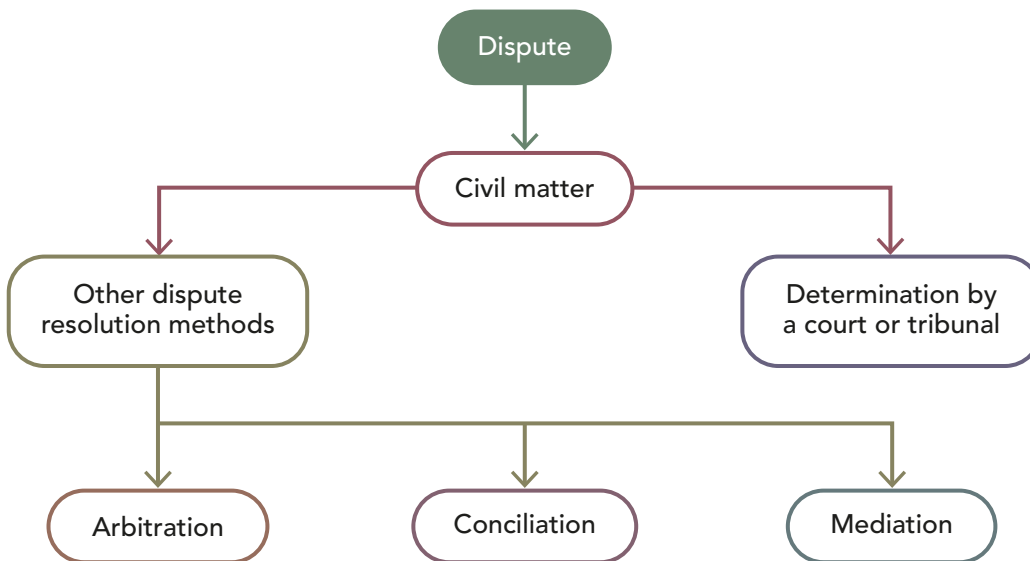 Dispute
Civil matter
Other dispute
resolution methods
Determination by
a court or tribunal
Arbitration
Conciliation
Mediation